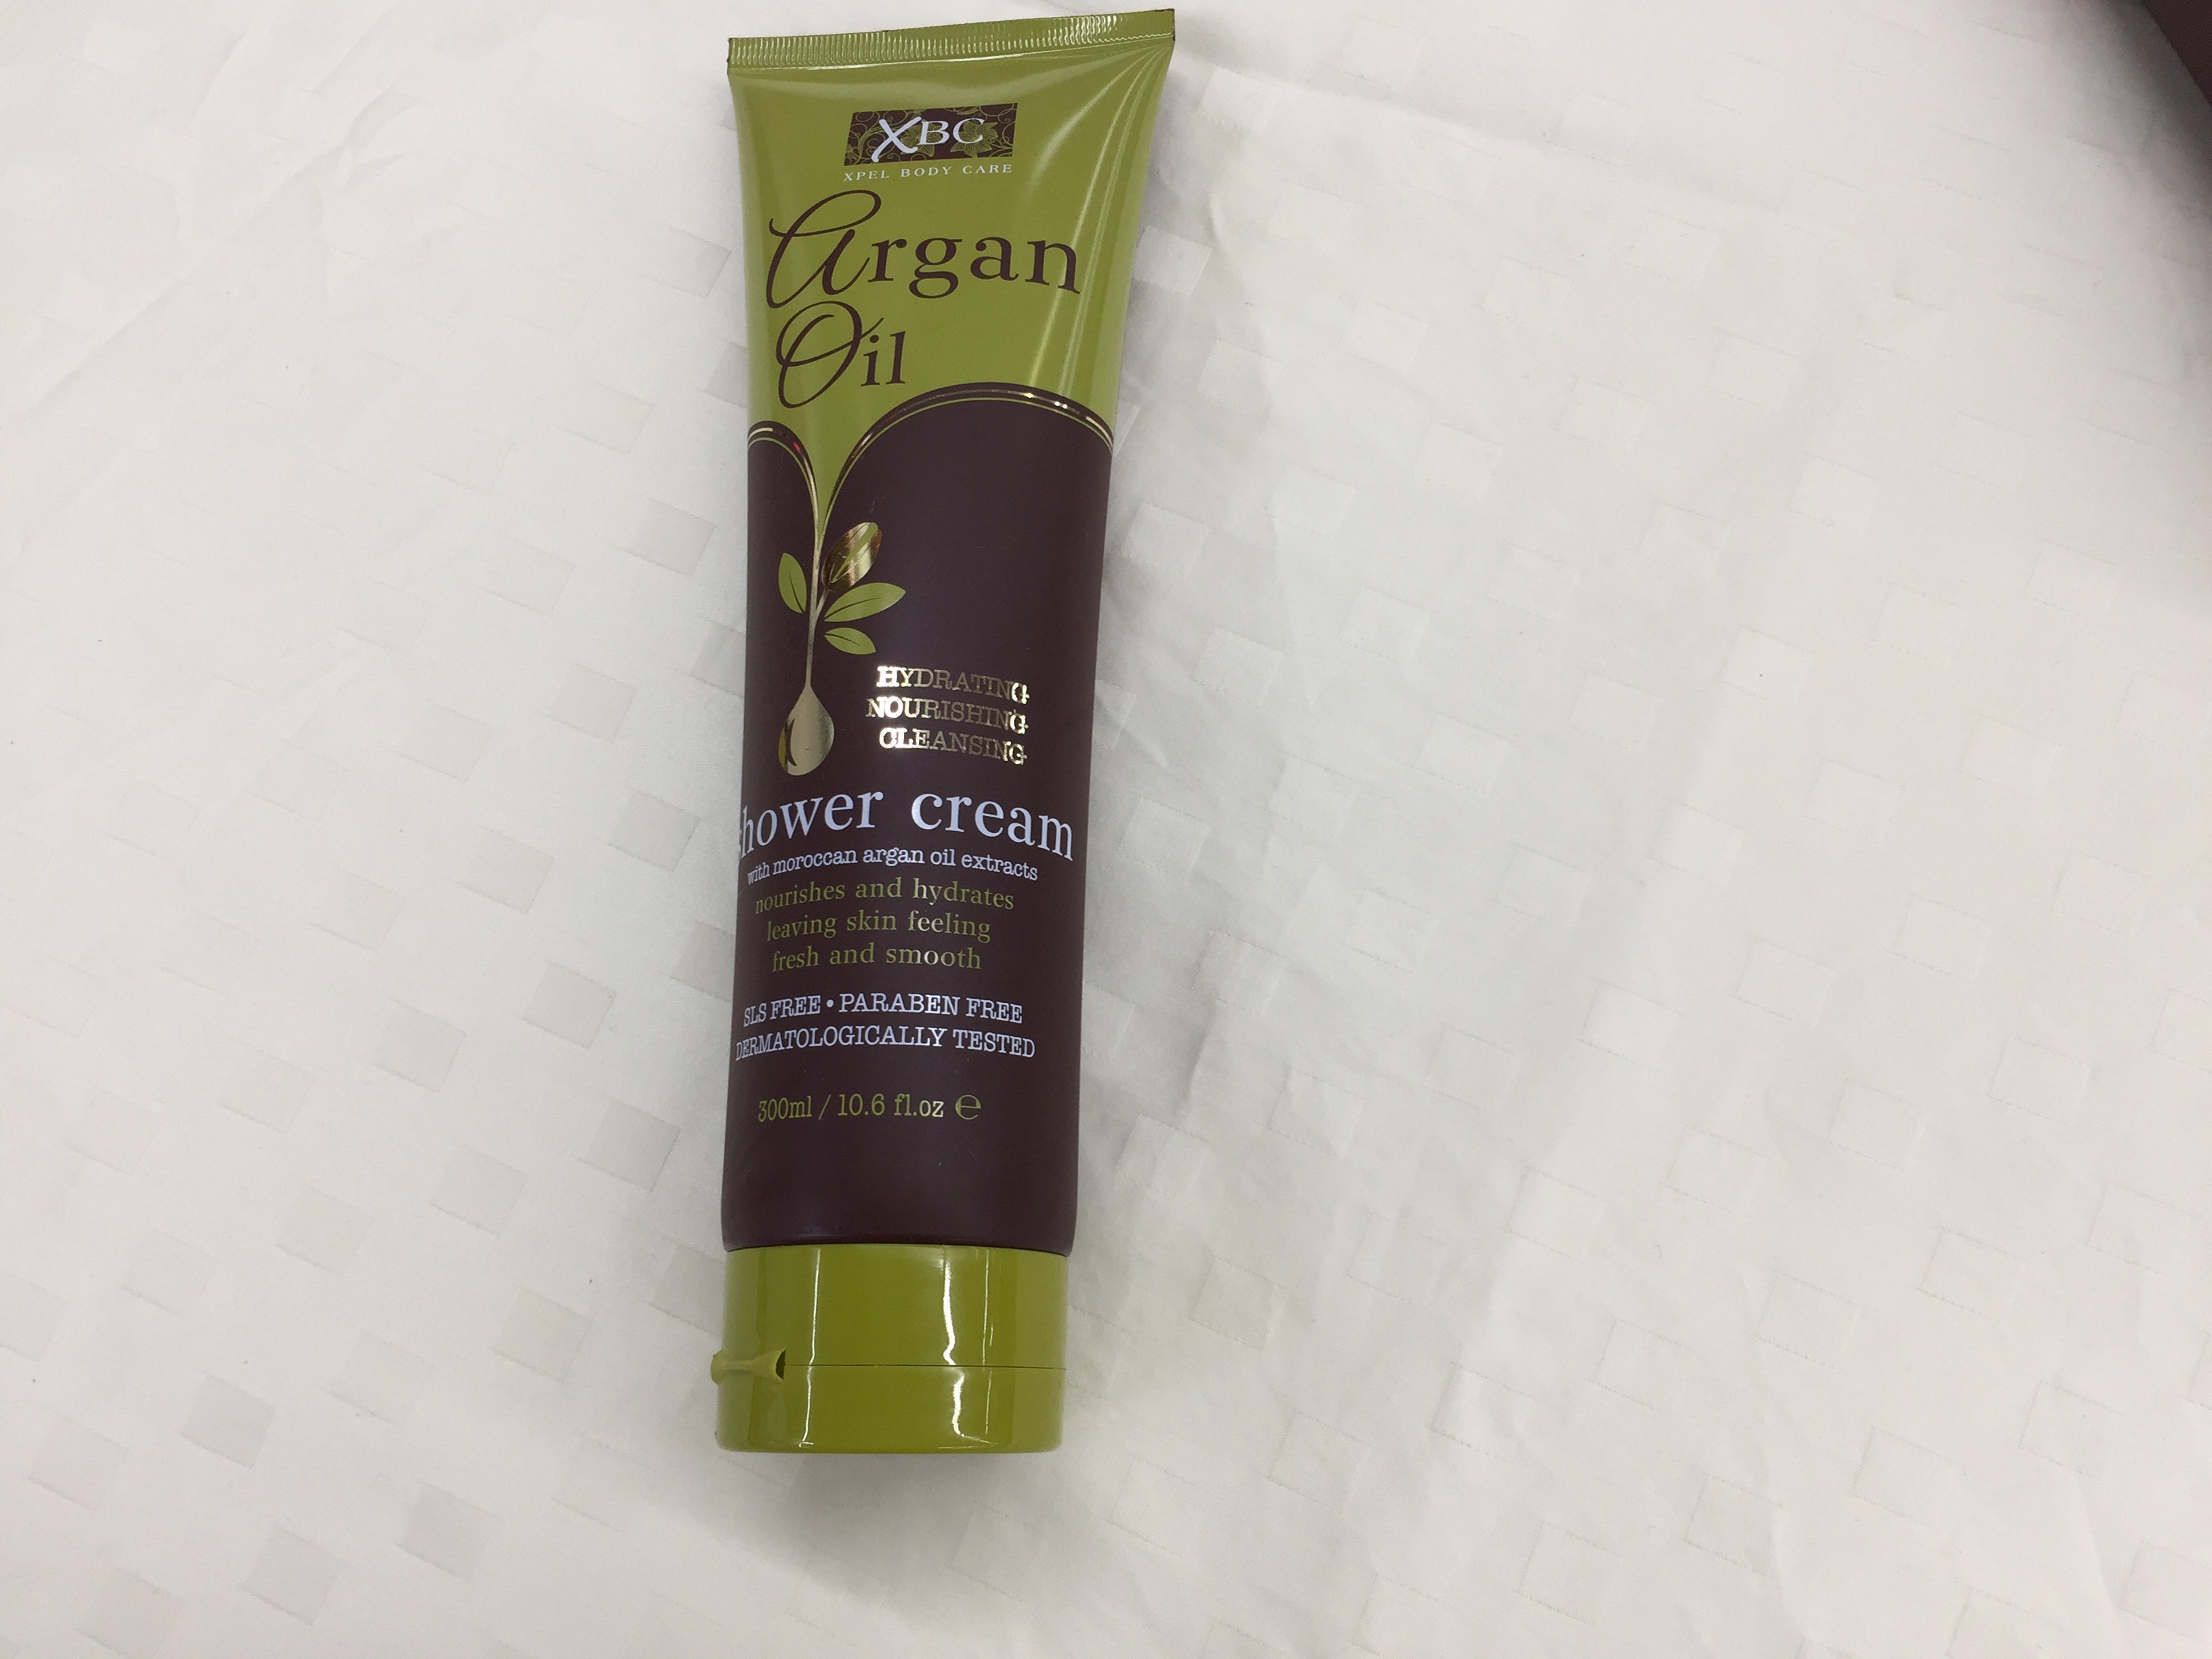 XBC
XPEL BODY CARE
Argan
Oil
HYDRATING
NOURISHING
CLEANSING
shower cream
with moroccan argan oil extracts
nourishes and hydrates
leaving skin feeling
fresh and smooth
SLS FREE • PARABEN FREE
DERMATOLOGICALLY TESTED
300ml / 10.6 fl.oz ℮